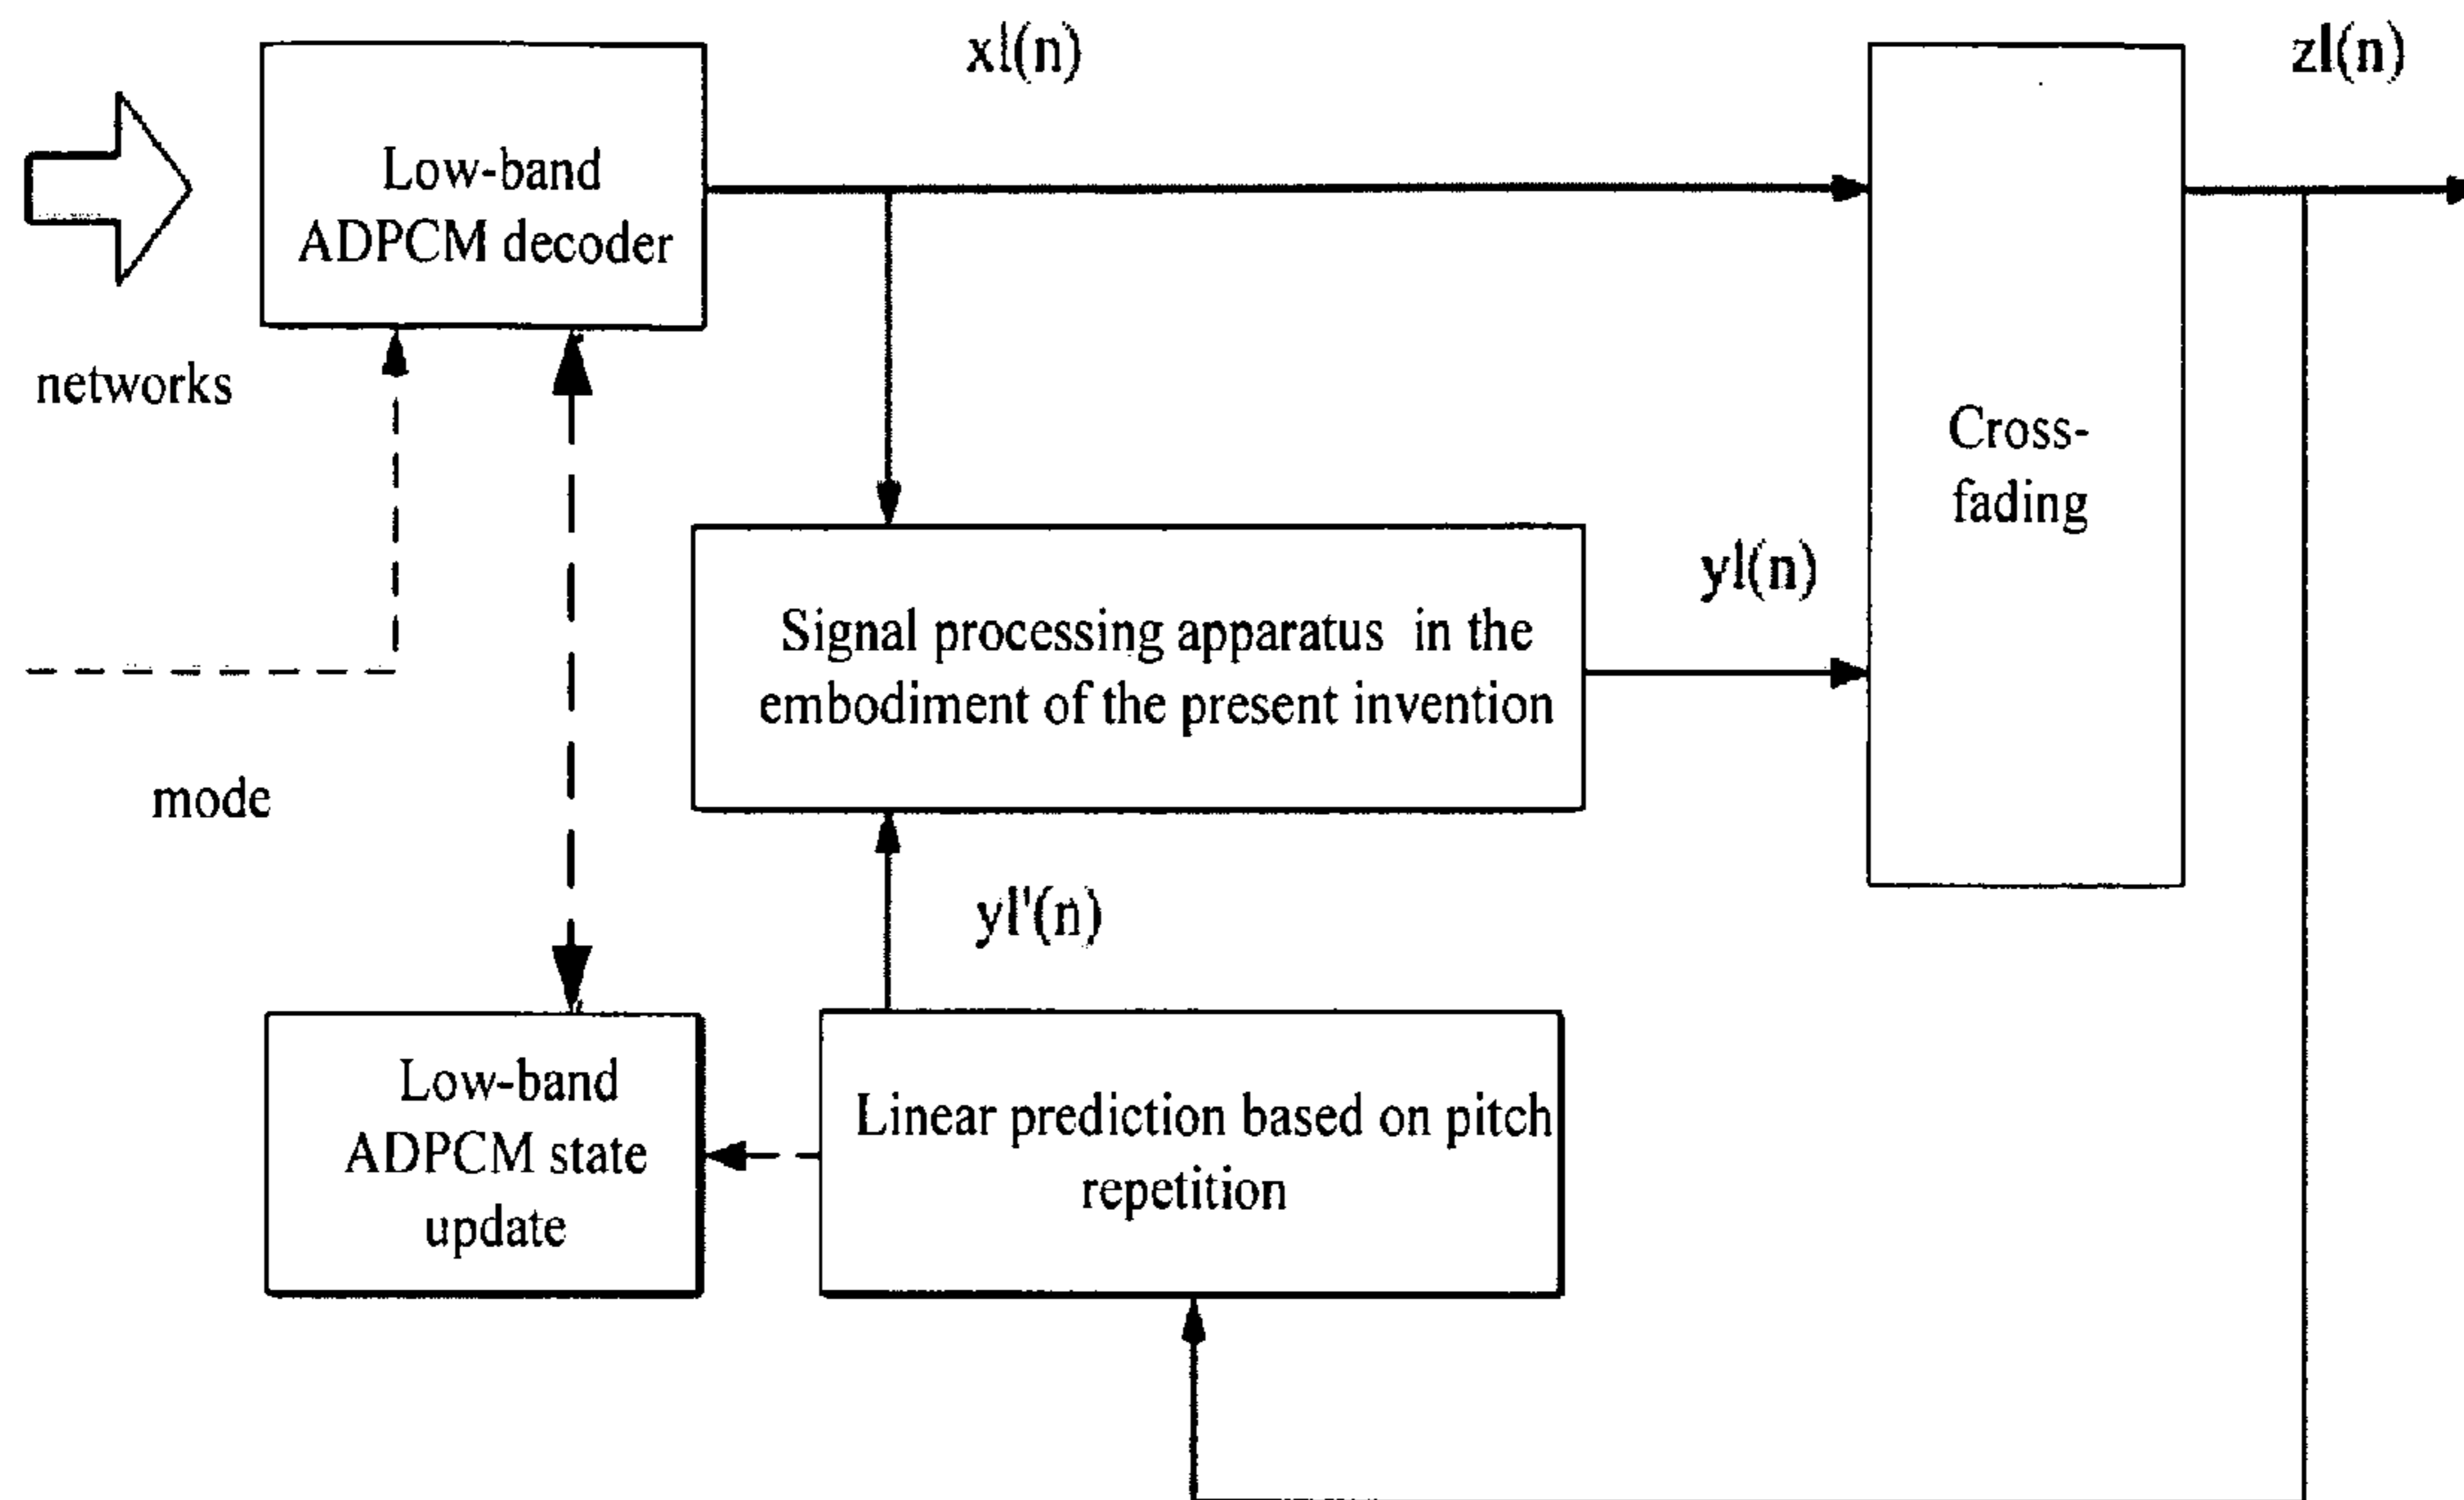 xl(n)
zl(n)
Low-band
ADPCM decoder
networks
Cross-
fading
yl(n)
Signal processing apparatus in the
embodiment of the present invention
mode
yl'(n)
Low-band
ADPCM state
update
Linear prediction based on pitch
repetition